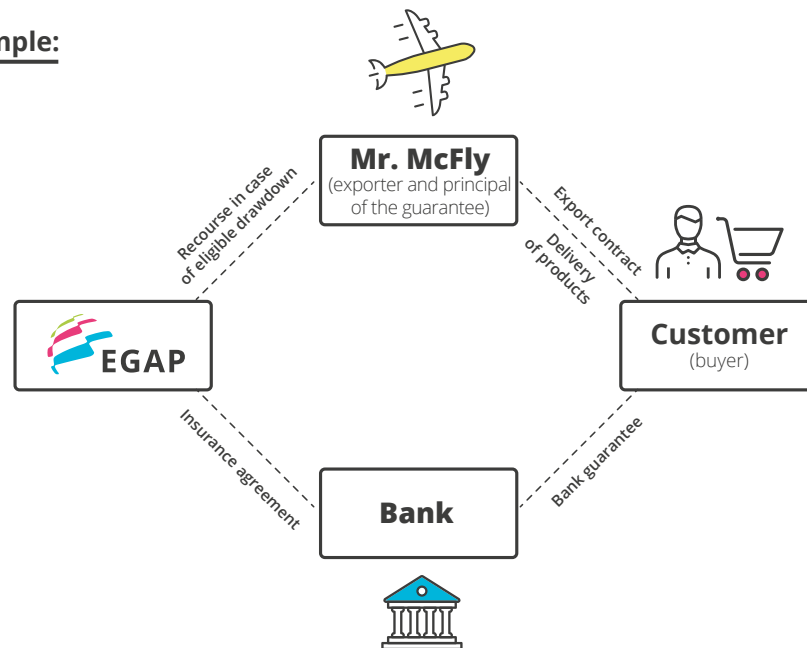 mple:
Mr. McFly
(exporter and principal
of the guarantee)
Recourse in case
of eligible drawdown
Export contract
Delivery
of products
EGAP
Customer
(buyer)
Insurance agreement
Bank guarantee
Bank